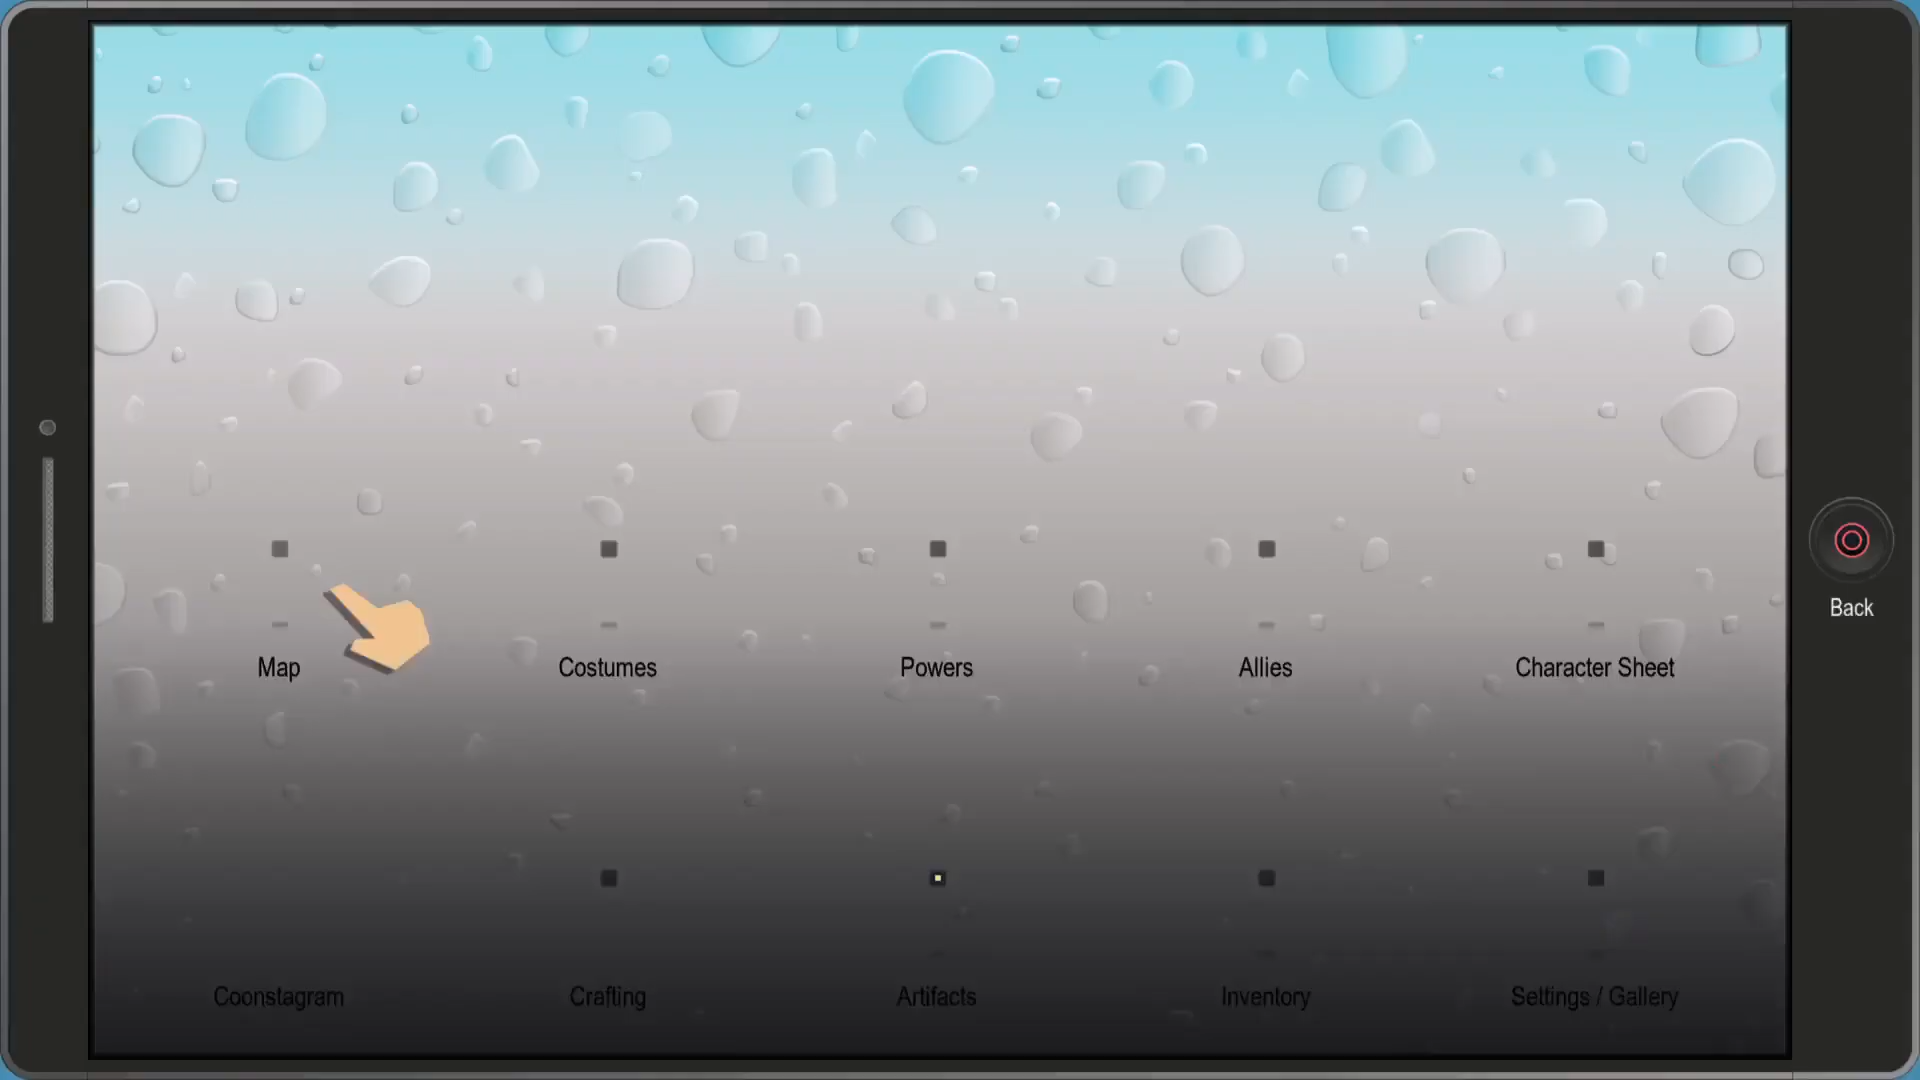 Map
Costumes
Powers
Allies
Character Sheet
Back
Coonstagram
Crafting
Artifacts
Inventory
Settings / Gallery